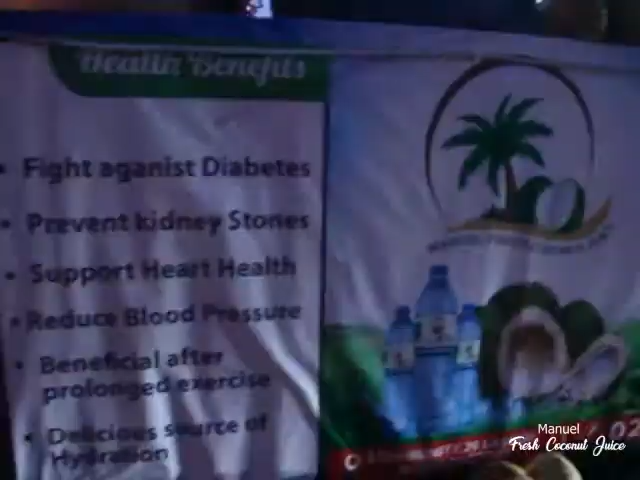 Health Benefits
• Fight aganist Diabetes
• Prevent kidney Stones
• Support Heart Health
• Reduce Blood Pressure
• Beneficial after
prolonged exercise
• Delicious source of
Hydration
02
Manuel
Fresh Coconut Juice